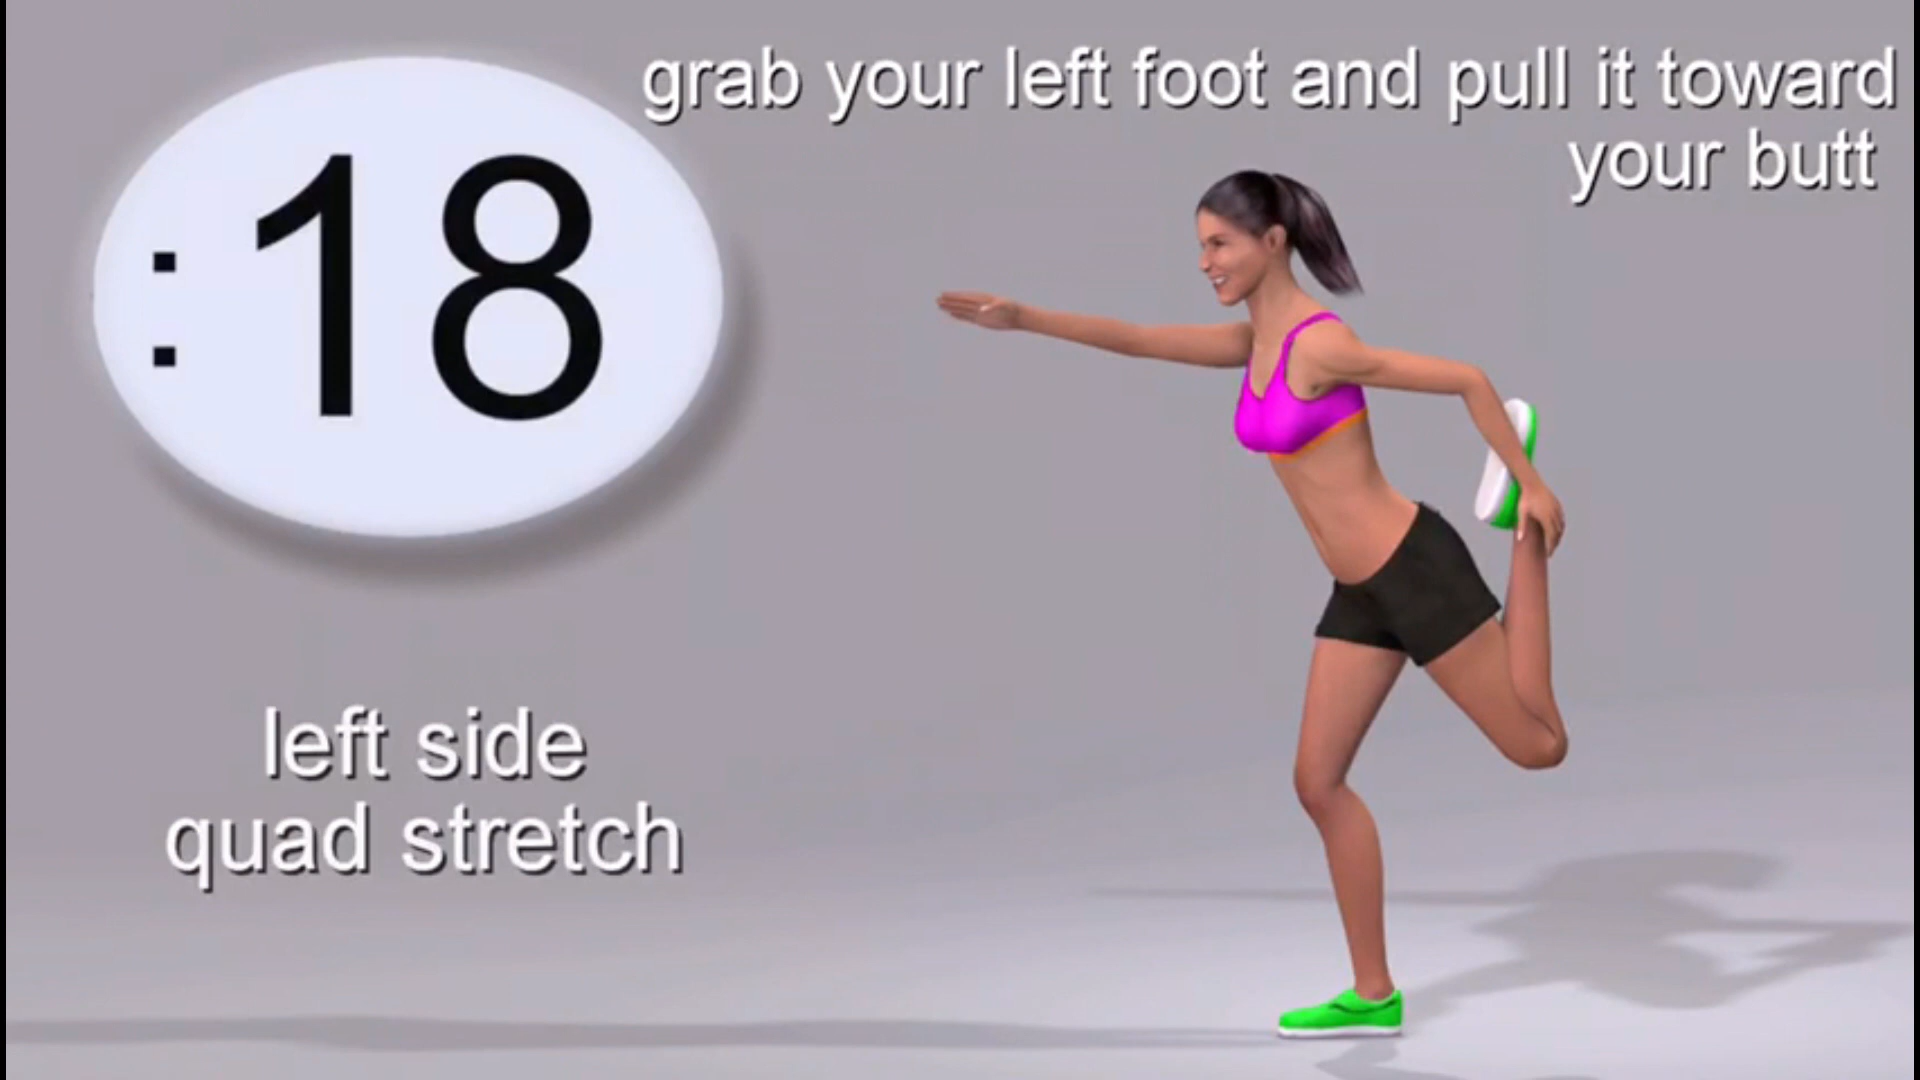 grab your left foot and pull it toward
your butt
:18
left side
quad stretch